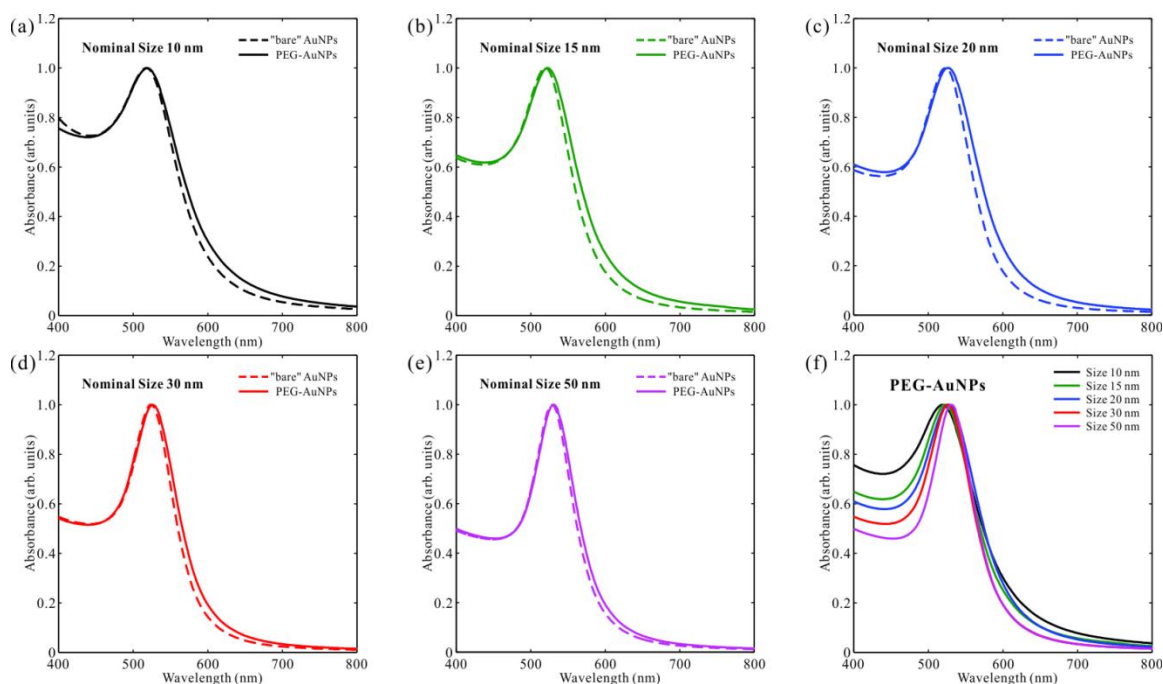 (a)
Nominal Size 10 nm
"bare" AuNPs
PEG-AuNPs
Absorbance (arb. units)
1.2
1.0
0.8
0.6
0.4
0.2
0
400 500 600 700 800
Wavelength (nm)
(b)
Nominal Size 15 nm
"bare" AuNPs
PEG-AuNPs
Absorbance (arb. units)
1.2
1.0
0.8
0.6
0.4
0.2
0
400 500 600 700 800
Wavelength (nm)
(c)
Nominal Size 20 nm
"bare" AuNPs
PEG-AuNPs
Absorbance (arb. units)
1.2
1.0
0.8
0.6
0.4
0.2
0
400 500 600 700 800
Wavelength (nm)
(d)
Nominal Size 30 nm
"bare" AuNPs
PEG-AuNPs
Absorbance (arb. units)
1.2
1.0
0.8
0.6
0.4
0.2
0
400 500 600 700 800
Wavelength (nm)
(e)
Nominal Size 50 nm
"bare" AuNPs
PEG-AuNPs
Absorbance (arb. units)
1.2
1.0
0.8
0.6
0.4
0.2
0
400 500 600 700 800
Wavelength (nm)
(f)
PEG-AuNPs
Size 10 nm
Size 15 nm
Size 20 nm
Size 30 nm
Size 50 nm
Absorbance (arb. units)
1.2
1.0
0.8
0.6
0.4
0.2
0
400 500 600 700 800
Wavelength (nm)